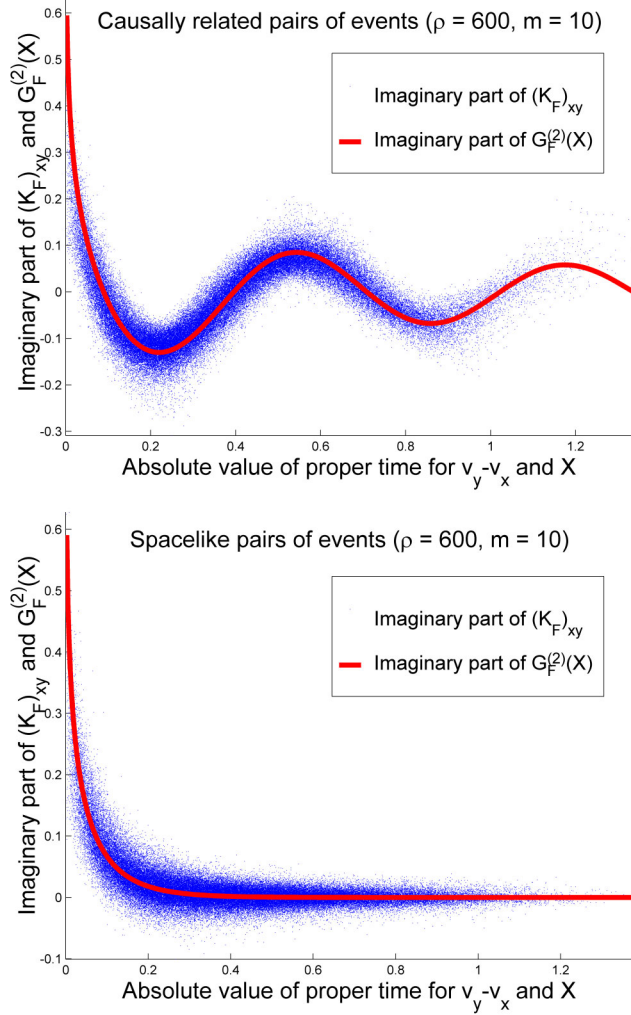 Causally related pairs of events (ρ = 600, m = 10)
Imaginary part of (K_F)_xy and G_F^(2)(X)
0.6
0.5
0.4
0.3
0.2
0.1
0
-0.1
-0.2
-0.3
Imaginary part of (K_F)_xy
Imaginary part of G_F^(2)(X)
0 0.2 0.4 0.6 0.8 1 1.2
Absolute value of proper time for v_y-v_x and X
Spacelike pairs of events (ρ = 600, m = 10)
Imaginary part of (K_F)_xy and G_F^(2)(X)
0.6
0.5
0.4
0.3
0.2
0.1
0
-0.1
Imaginary part of (K_F)_xy
Imaginary part of G_F^(2)(X)
0 0.2 0.4 0.6 0.8 1 1.2
Absolute value of proper time for v_y-v_x and X